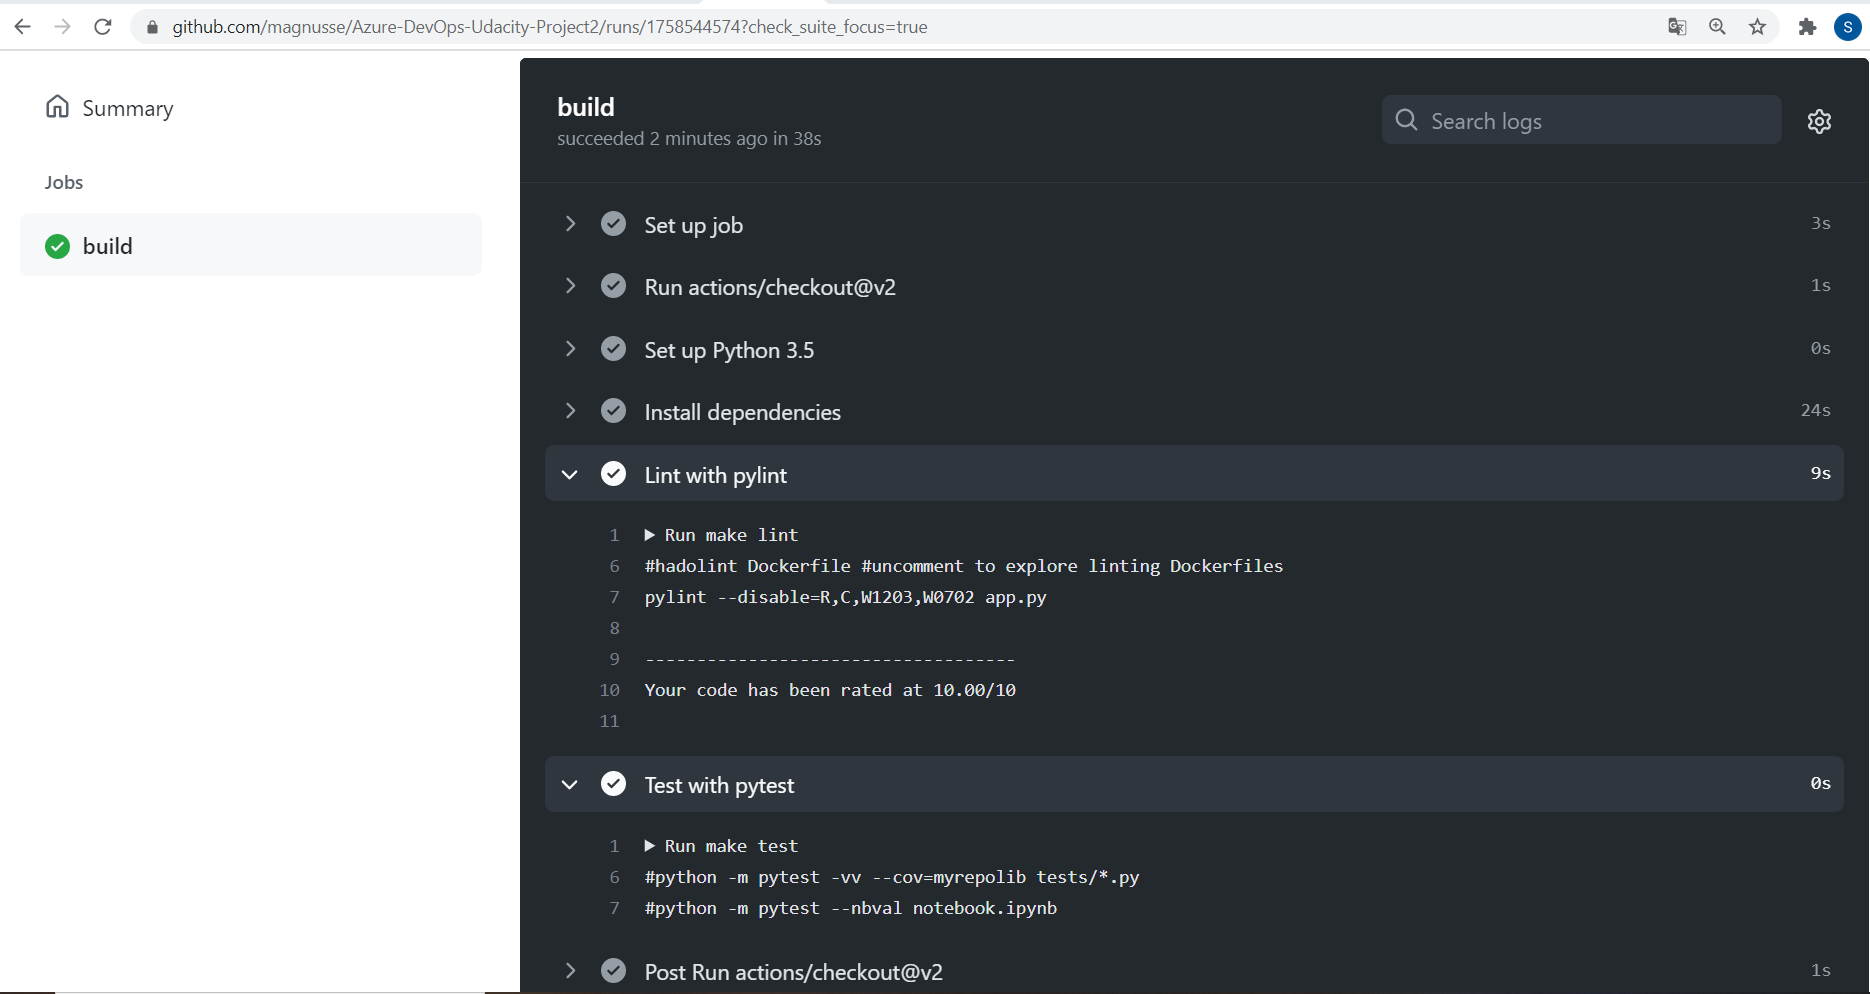 github.com/magnusse/Azure-DevOps-Udacity-Project2/runs/1758544574?check_suite_focus=true
S
Summary
Jobs
build
build
succeeded 2 minutes ago in 38s
Search logs
Set up job 3s
Run actions/checkout@v2 1s
Set up Python 3.5 0s
Install dependencies 24s
Lint with pylint 9s
1 Run make lint
6 #hadolint Dockerfile #uncomment to explore linting Dockerfiles
7 pylint --disable=R,C,W1203,W0702 app.py
8
9 ------------------------------------
10 Your code has been rated at 10.00/10
11
Test with pytest 0s
1 Run make test
6 #python -m pytest -vv --cov=myrepolib tests/*.py
7 #python -m pytest --nbval notebook.ipynb
Post Run actions/checkout@v2 1s